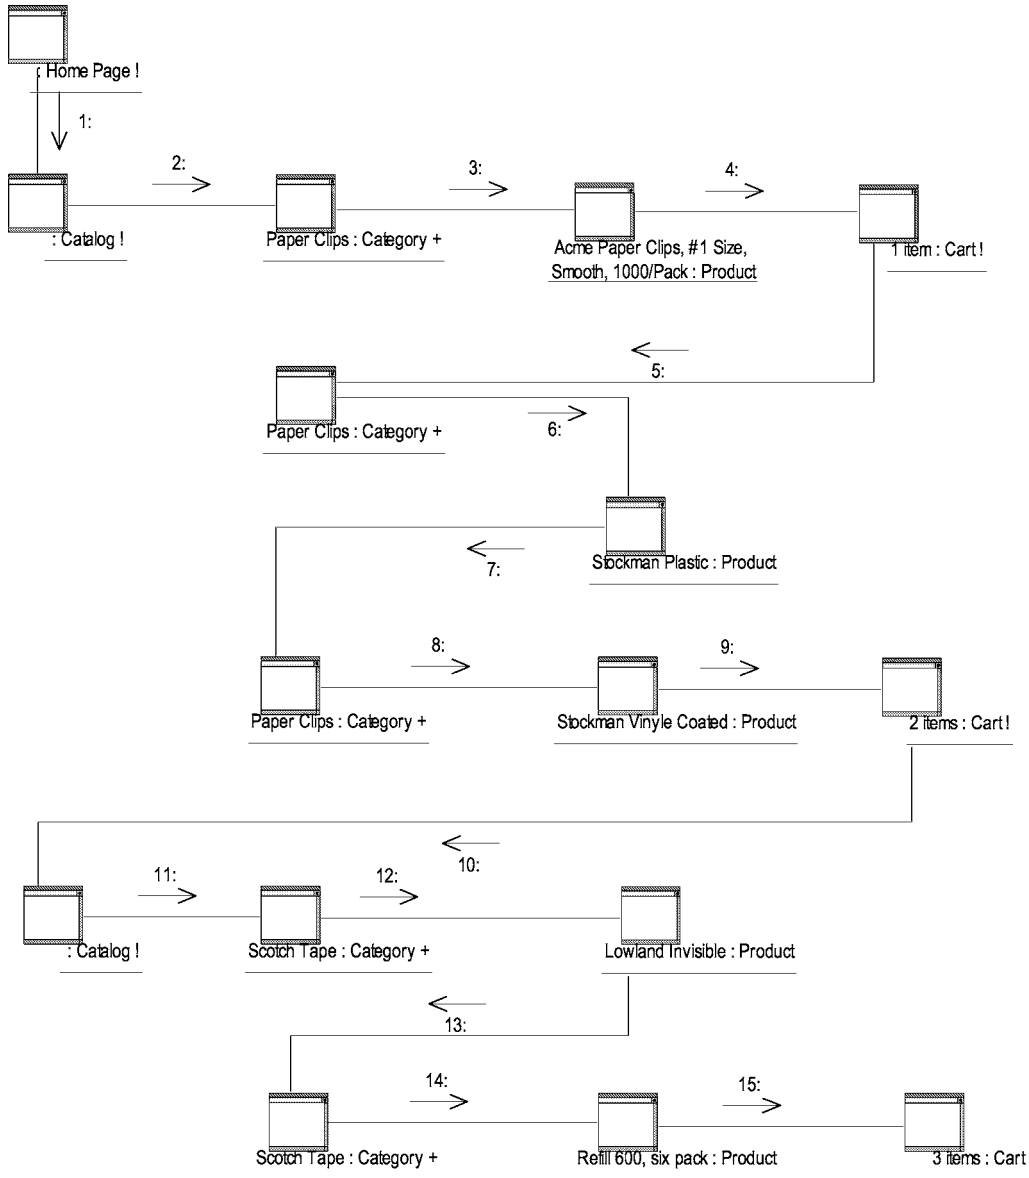 : Home Page !
1:
2:
3:
4:
: Catalog !
Paper Clips : Category +
Acme Paper Clips, #1 Size,
Smooth, 1000/Pack : Product
1 item : Cart !
5:
Paper Clips : Category +
6:
Stockman Plastic : Product
7:
8:
9:
Paper Clips : Category +
Stockman Vinyle Coated : Product
2 items : Cart !
10:
11:
12:
: Catalog !
Scotch Tape : Category +
Lowland Invisible : Product
13:
14:
15:
Scotch Tape : Category +
Refill 600, six pack : Product
3 items : Cart